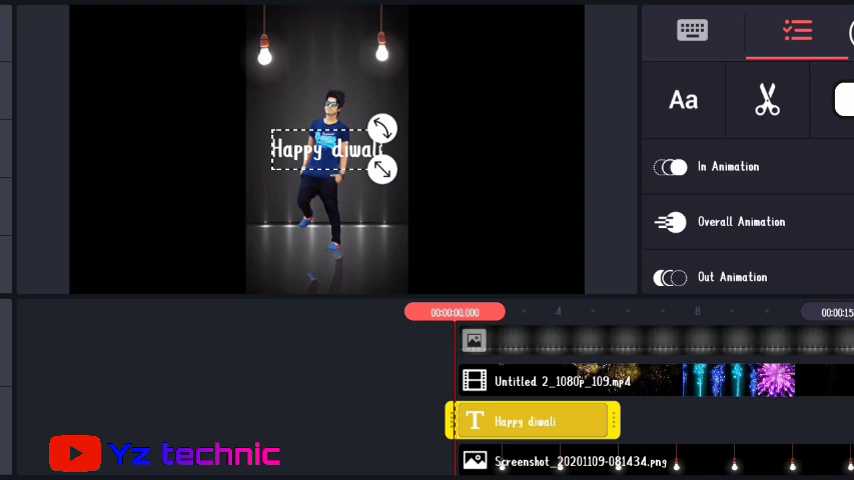 Happy diwali
Aa
In Animation
Overall Animation
Out Animation
00:00:00.000
4
8
00:00:15
Untitled 2_1080p_109.mp4
T Happy diwali
Screenshot_20201109-081434.png
Yz technic